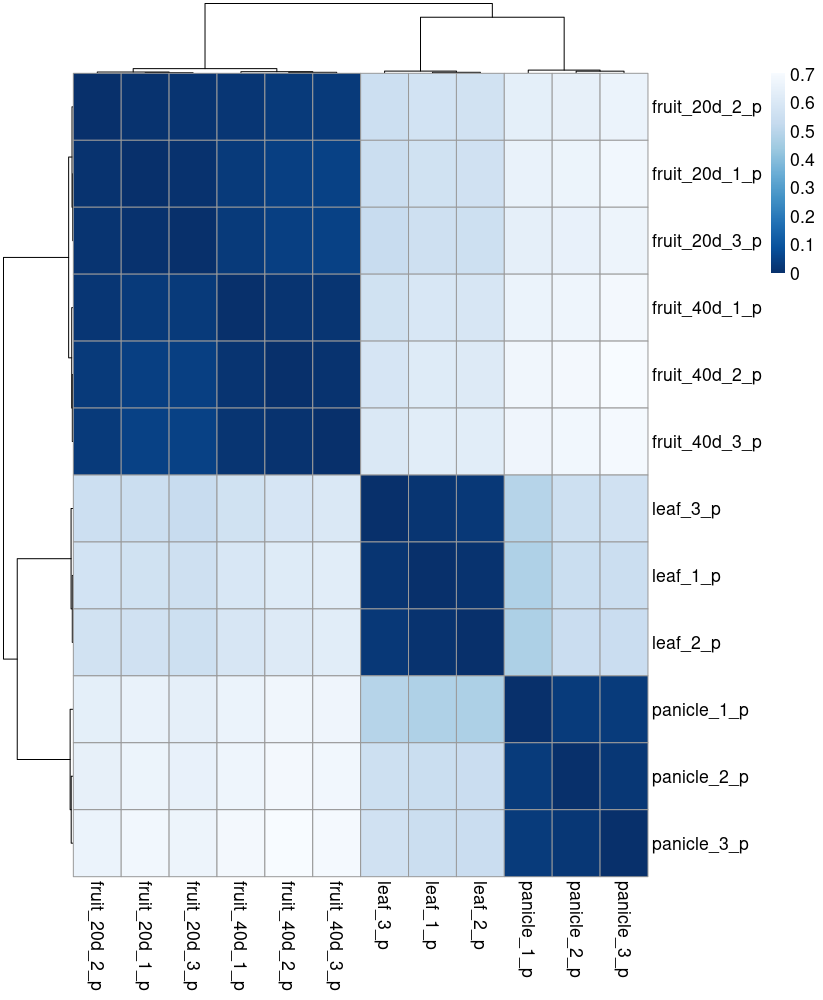 0.7
0.6
0.5
0.4
0.3
0.2
0.1
0
fruit_20d_2_p
fruit_20d_1_p
fruit_20d_3_p
fruit_40d_1_p
fruit_40d_2_p
fruit_40d_3_p
leaf_3_p
leaf_1_p
leaf_2_p
panicle_1_p
panicle_2_p
panicle_3_p
fruit_20d_2_p
fruit_20d_1_p
fruit_20d_3_p
fruit_40d_1_p
fruit_40d_2_p
fruit_40d_3_p
leaf_3_p
leaf_1_p
leaf_2_p
panicle_1_p
panicle_2_p
panicle_3_p